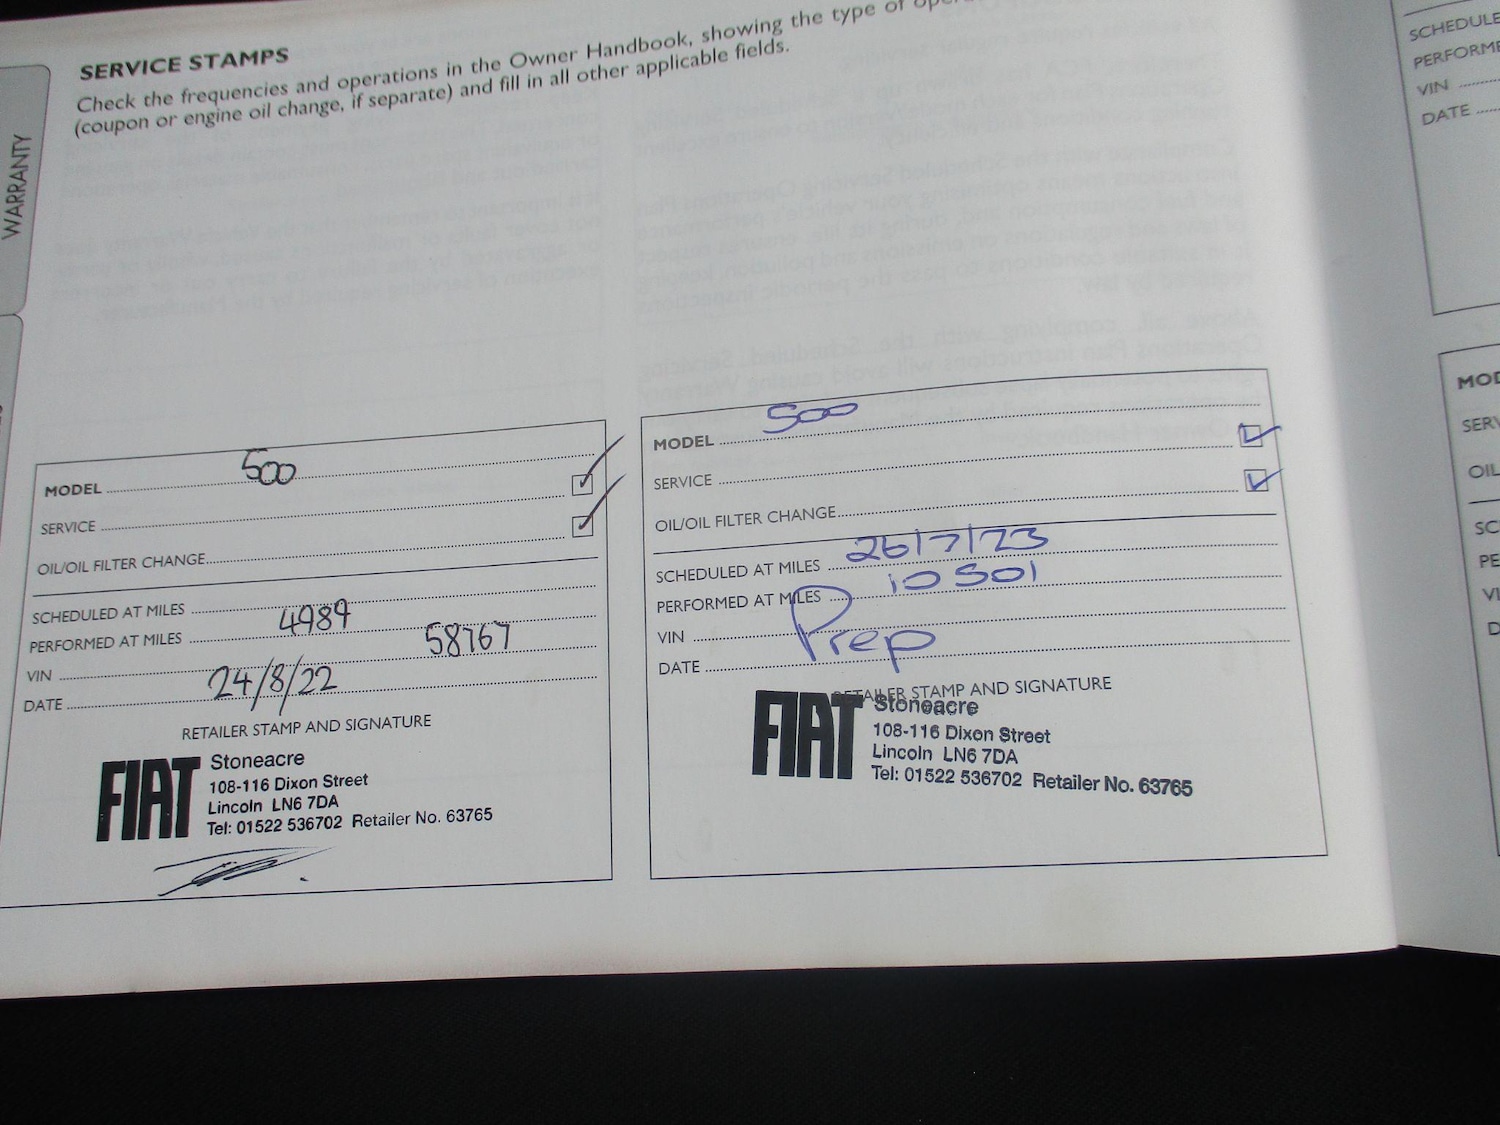 SERVICE STAMPS
Check the frequencies and operations in the Owner Handbook, showing the type of
(coupon or engine oil change, if separate) and fill in all other applicable fields.
WARRANTY
MODEL 500
SERVICE ✓
OIL/OIL FILTER CHANGE ✓
SCHEDULED AT MILES
PERFORMED AT MILES 4989
VIN 58767
DATE 24/8/22
RETAILER STAMP AND SIGNATURE
FIAT Stoneacre
108-116 Dixon Street
Lincoln LN6 7DA
Tel: 01522 536702 Retailer No. 63765
MODEL 500
SERVICE ✓
OIL/OIL FILTER CHANGE ✓
SCHEDULED AT MILES 26/7/23
PERFORMED AT MILES 10501
VIN Prep
DATE
RETAILER STAMP AND SIGNATURE
FIAT Stoneacre
108-116 Dixon Street
Lincoln LN6 7DA
Tel: 01522 536702 Retailer No. 63765
SCHEDULED
VIN
DATE